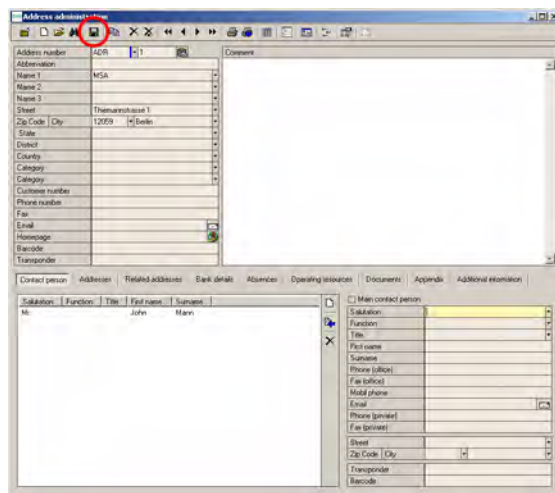 Address administration
Address number ADR 1 Comment
Abbreviation
Name 1 MSA
Name 2
Name 3
Street Thiemannstrasse 1
Zip Code City 12059 Berlin
State
District
Country
Category
Category
Customer number
Phone number
Fax
Email
Homepage
Barcode
Transponder
Contact person Addresses Related addresses Bank details Absences Operating resources Documents Appendix Additional information
Salutation Function Title First name Surname
Mr. John Mann
Main contact person
Salutation
Function
Title
First name
Surname
Phone (office)
Fax (office)
Mobil phone
Email
Phone (private)
Fax (private)
Street
Zip Code City
Transponder
Barcode